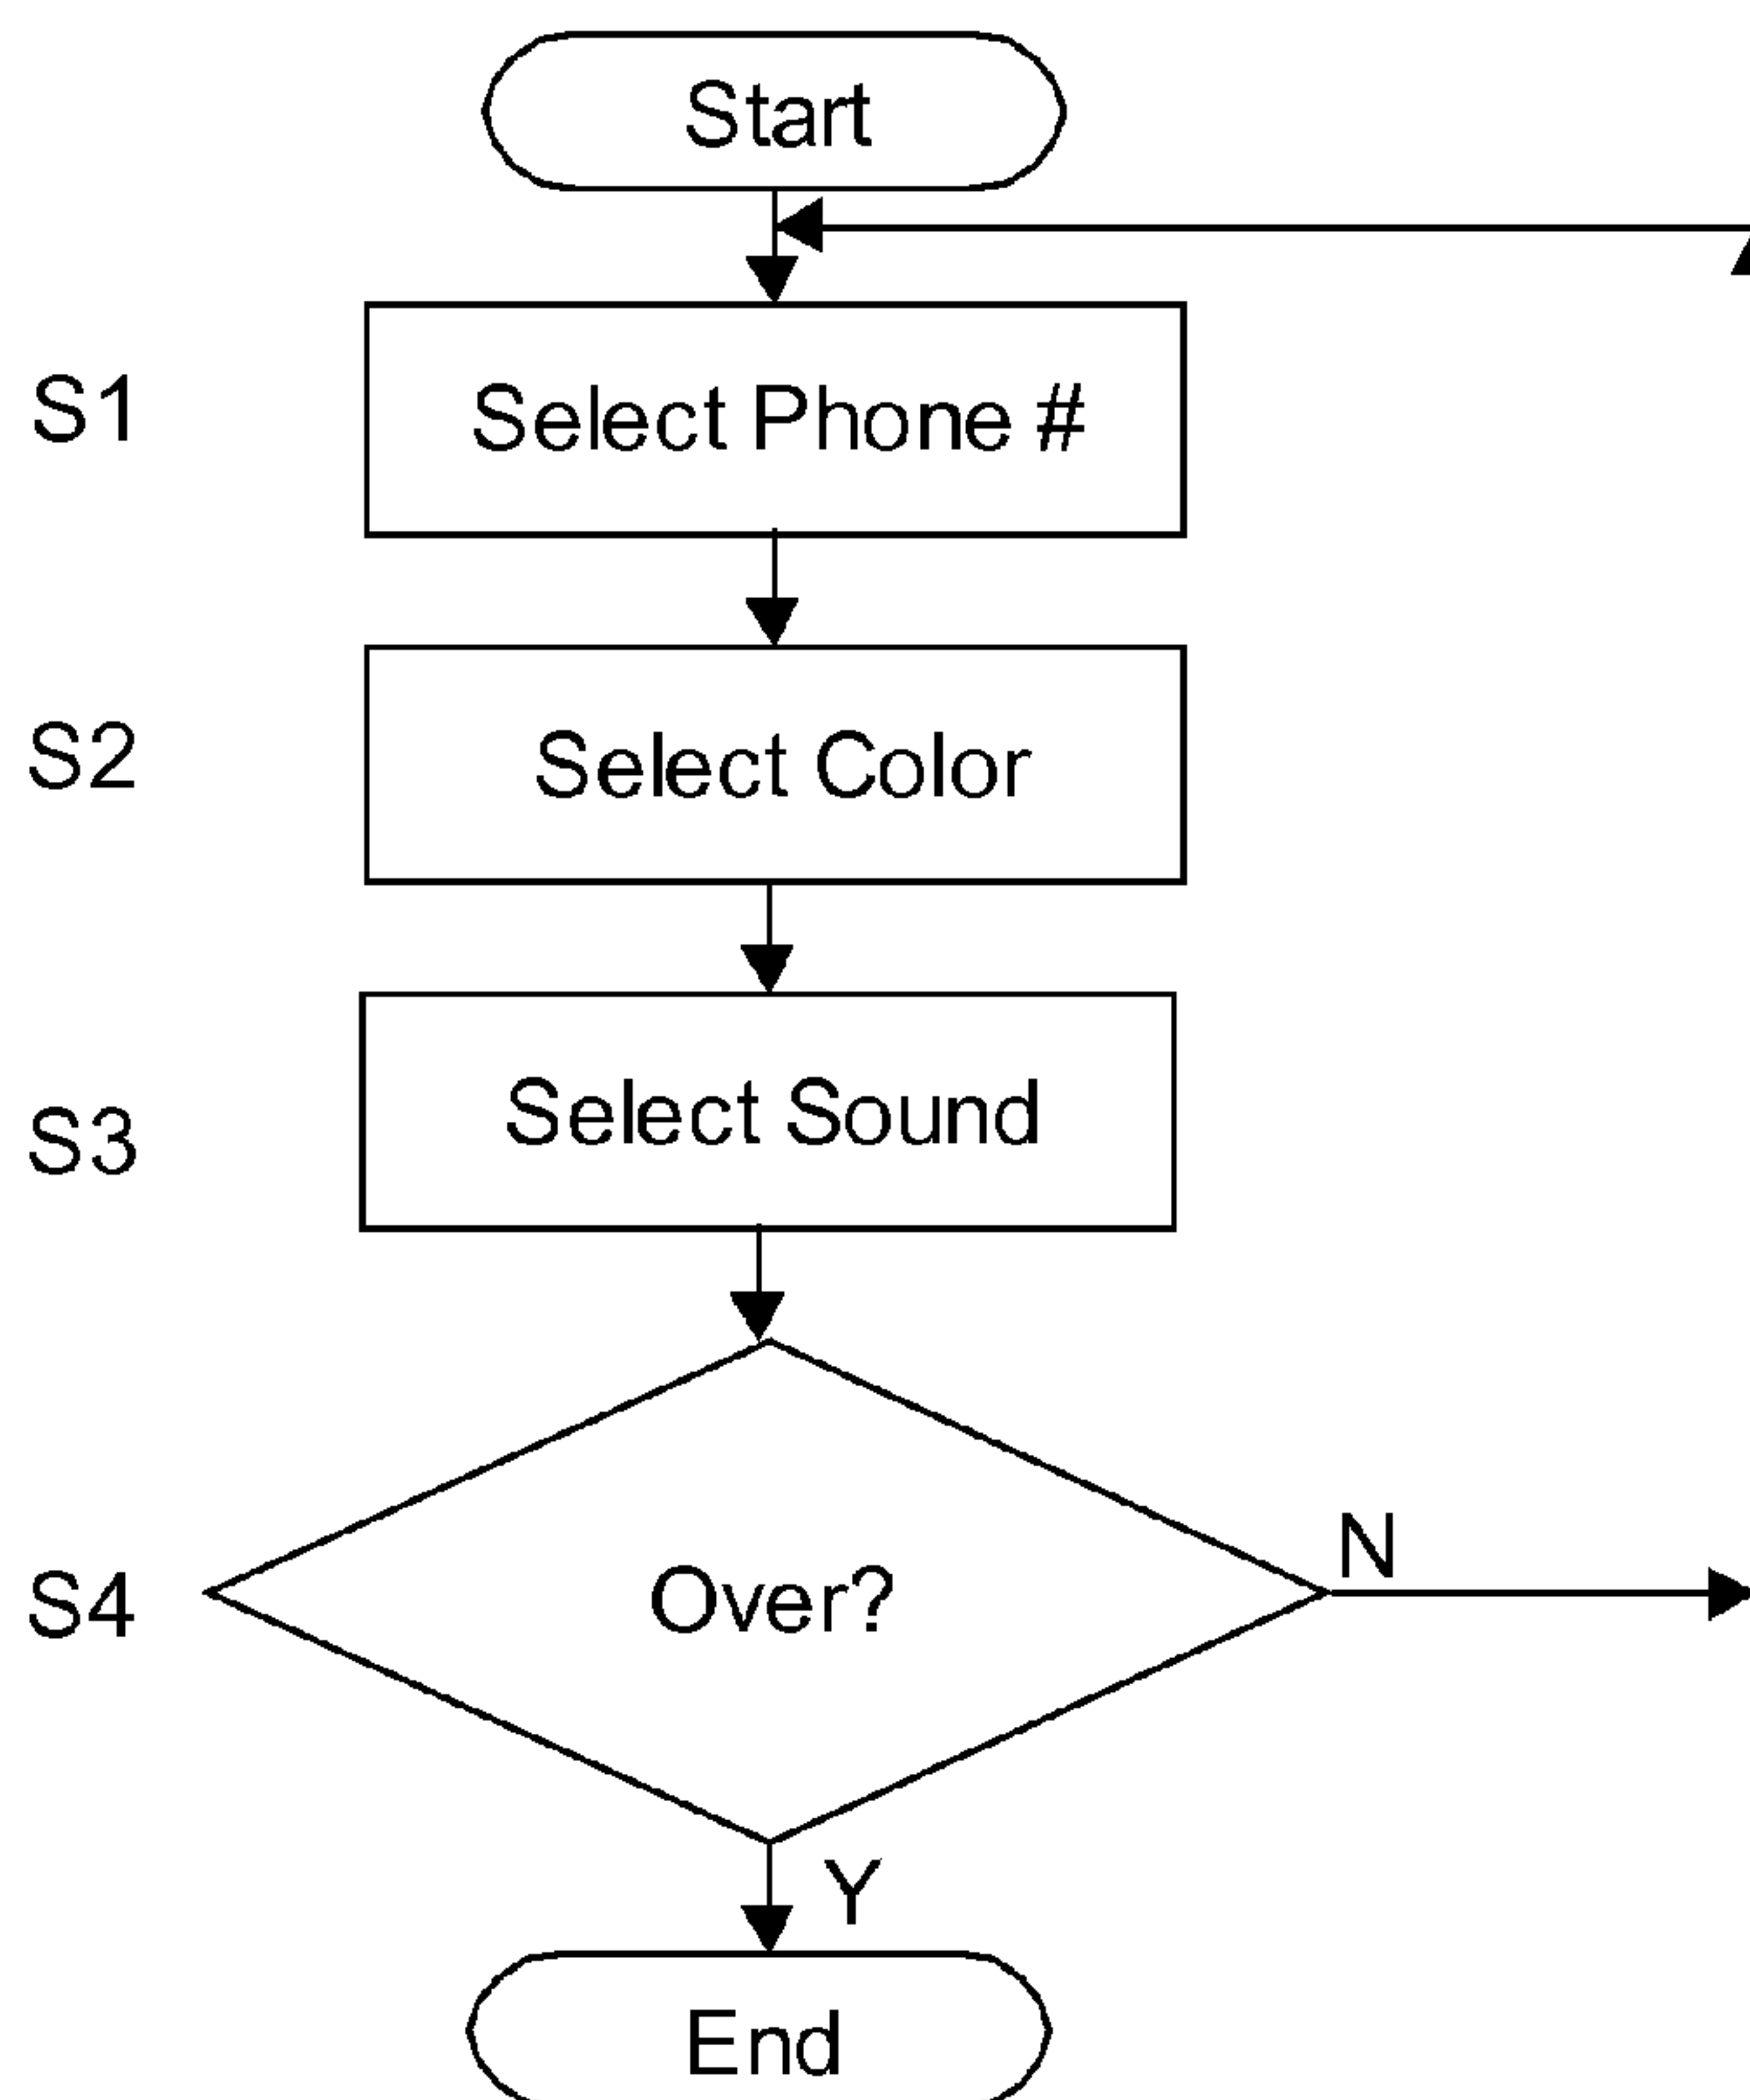 Start
S1
Select Phone #
S2
Select Color
S3
Select Sound
S4
Over?
N
Y
End